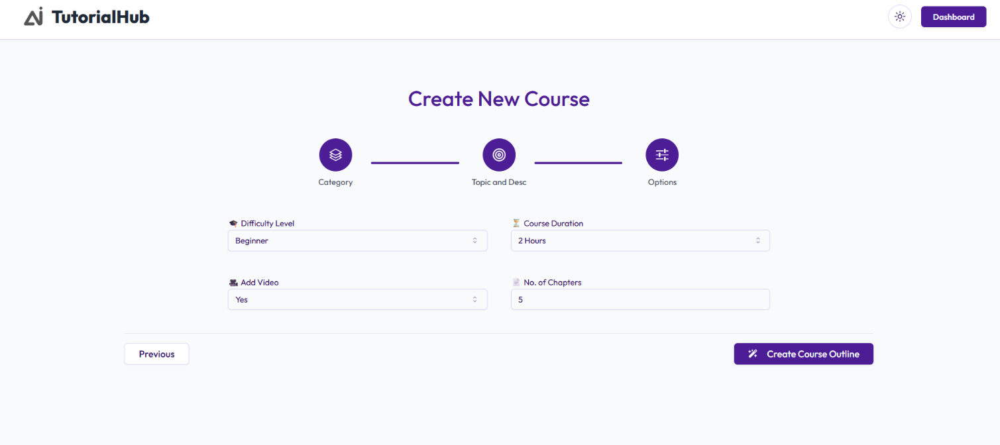 Ai TutorialHub
Dashboard
Create New Course
Category
Topic and Desc
Options
🎓 Difficulty Level
⏳ Course Duration
Beginner
2 Hours
🎥 Add Video
📄 No. of Chapters
Yes
5
Previous
Create Course Outline